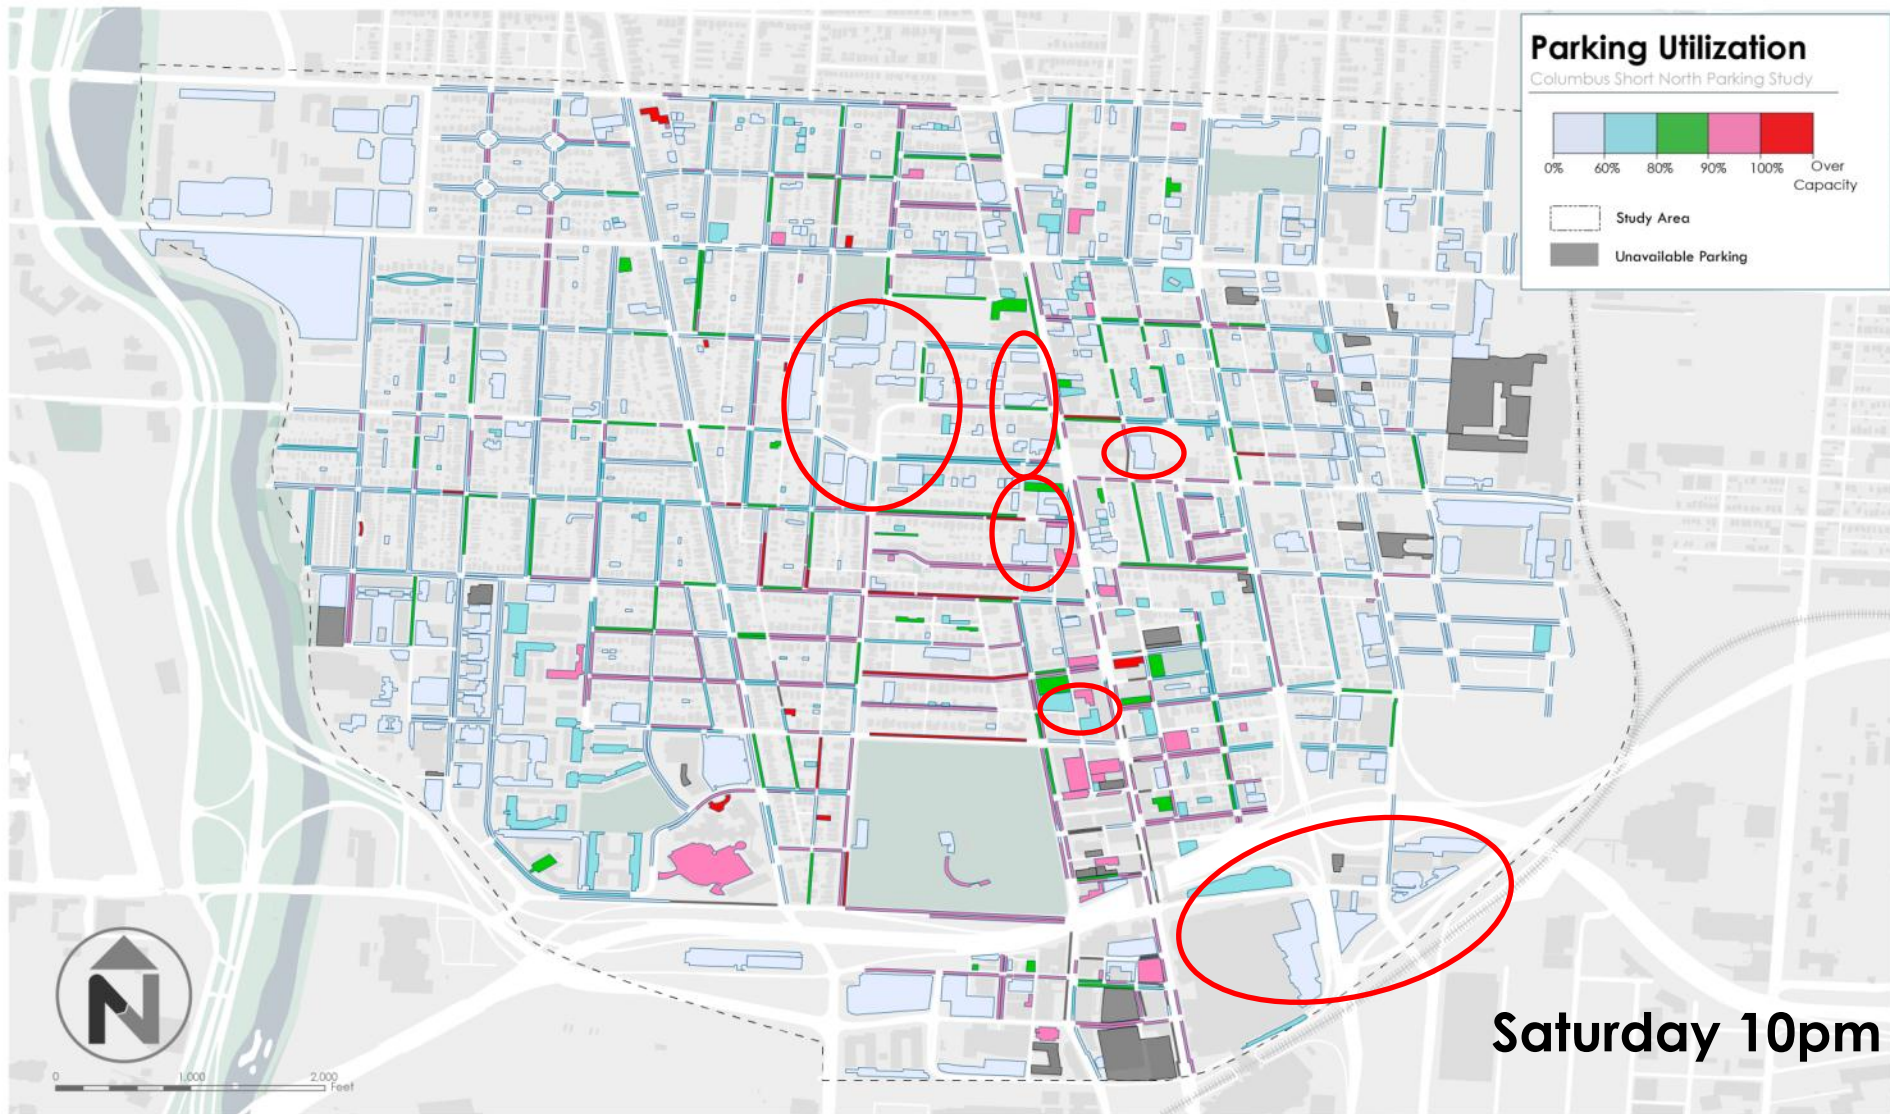 Parking Utilization
Columbus Short North Parking Study
0% 60% 80% 90% 100% Over
Capacity
Study Area
Unavailable Parking
N
Saturday 10pm
0 1,000 2,000
Feet